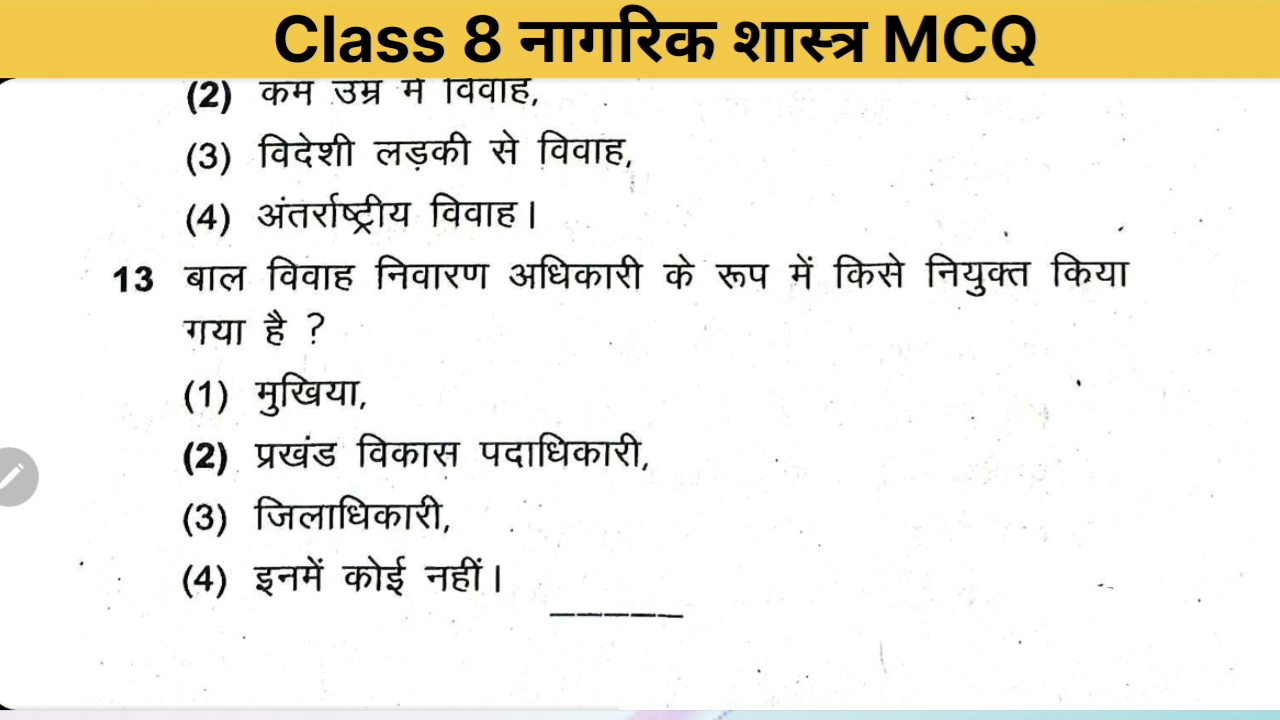 Class 8 नागरिक शास्त्र MCQ
(2) कम उम्र में विवाह,
(3) विदेशी लड़की से विवाह,
(4) अंतर्राष्ट्रीय विवाह।
13 बाल विवाह निवारण अधिकारी के रूप में किसे नियुक्त किया
गया है ?
(1) मुखिया,
(2) प्रखंड विकास पदाधिकारी,
(3) जिलाधिकारी,
(4) इनमें कोई नहीं।